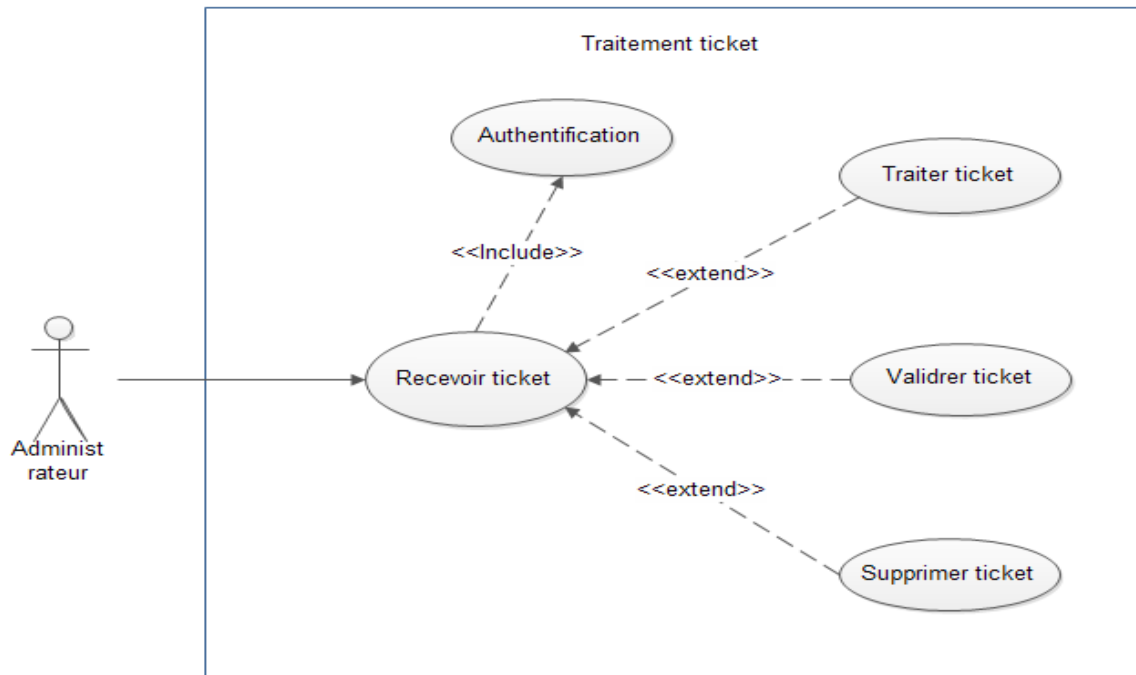 Traitement ticket
Authentification
Traiter ticket
<<Include>>
<<extend>>
Recevoir ticket
<<extend>>
Validrer ticket
Administ
rateur
<<extend>>
Supprimer ticket